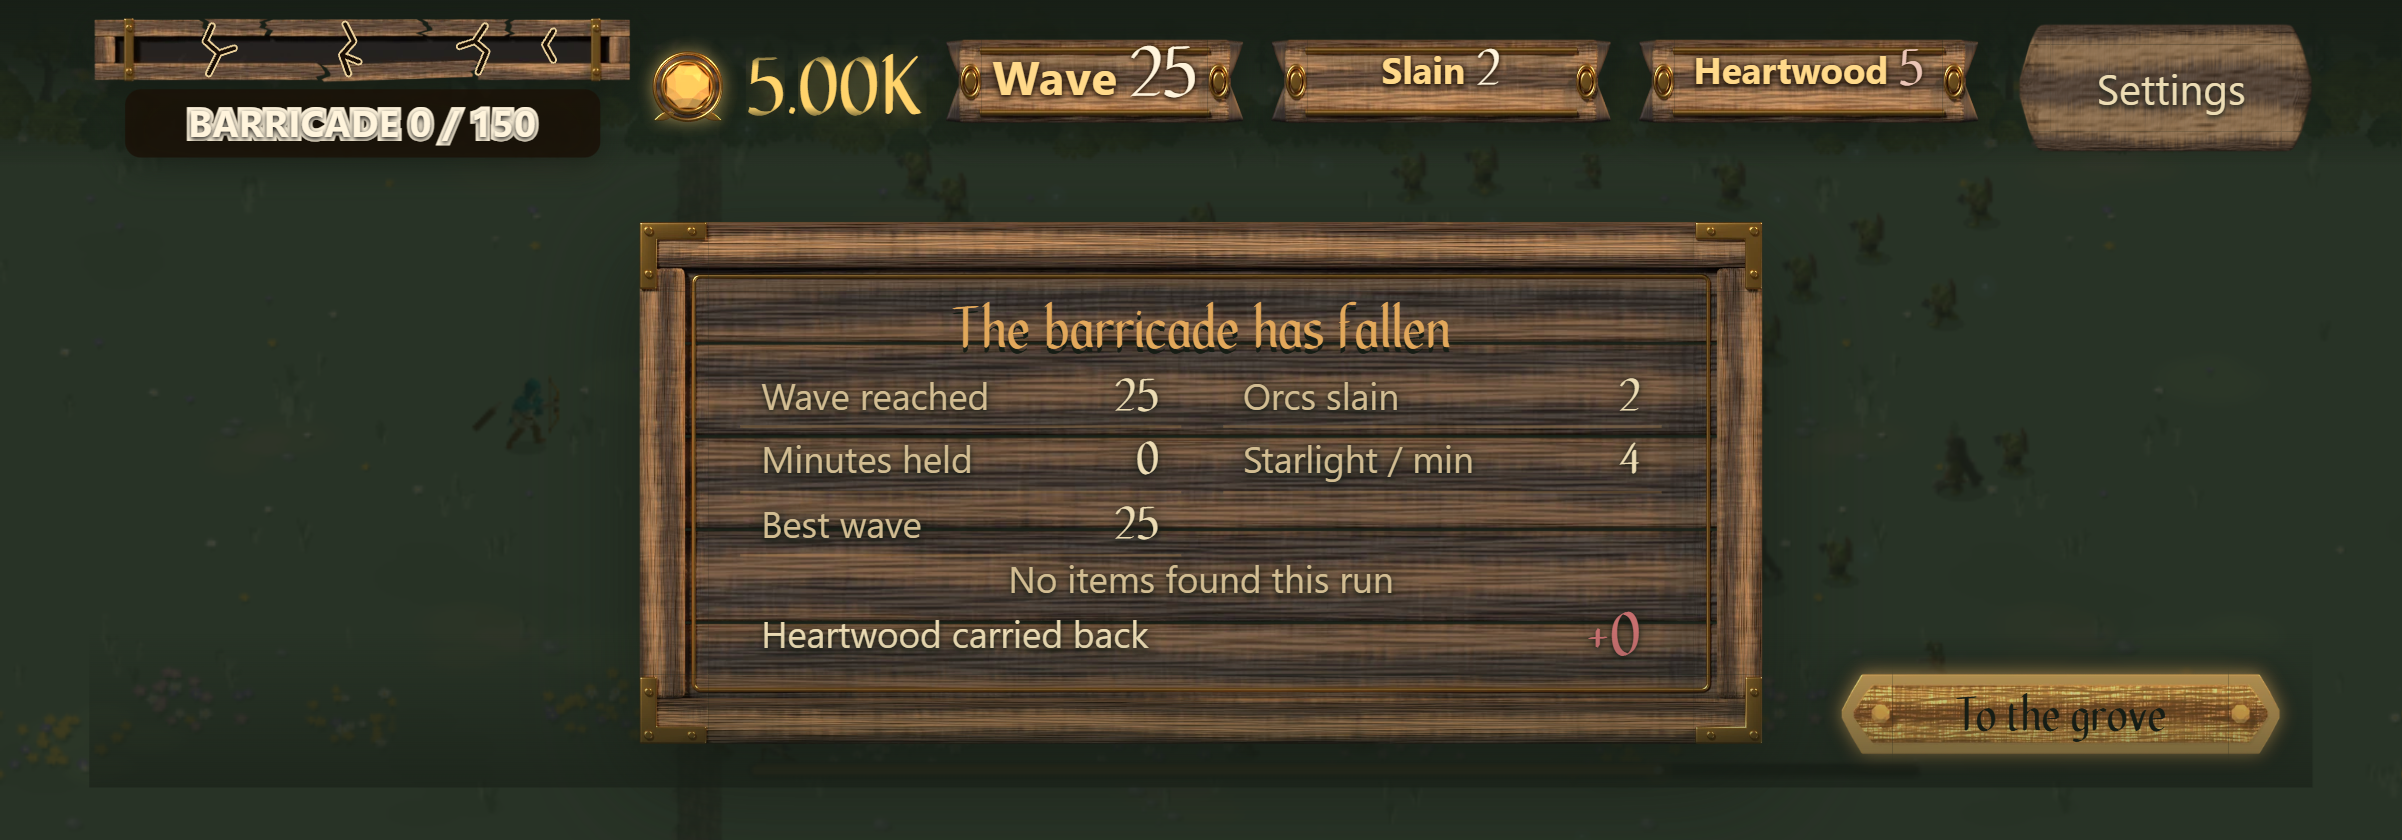 BARRICADE 0 / 150
5.00K
Wave 25
Slain 2
Heartwood 5
Settings
The barricade has fallen
Wave reached 25
Orcs slain 2
Minutes held 0
Starlight / min 4
Best wave 25
No items found this run
Heartwood carried back +0
To the grove